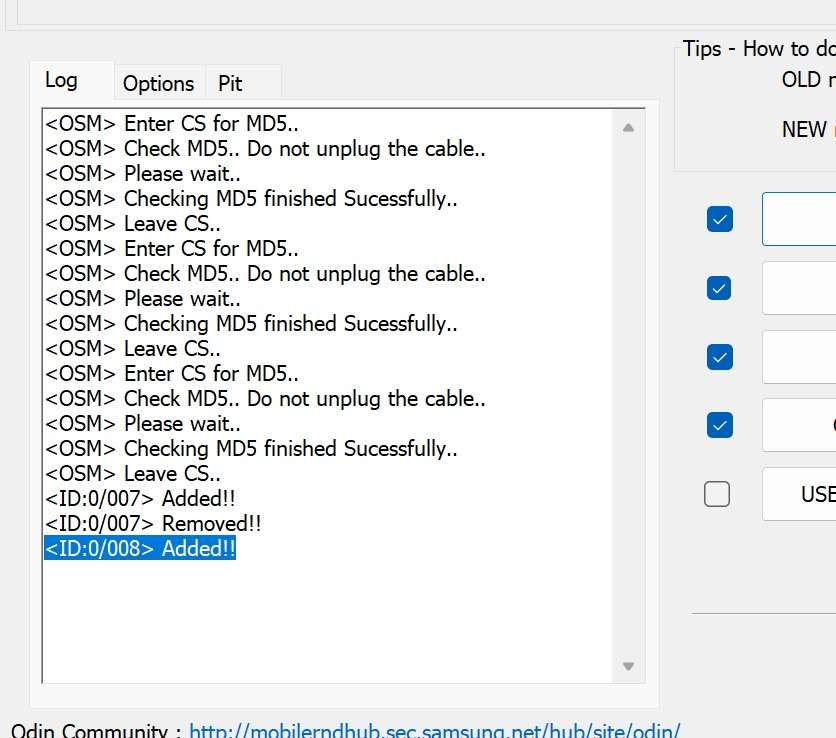 Tips - How to do
OLD
NEW
Log
Options
Pit
<OSM> Enter CS for MD5..
<OSM> Check MD5.. Do not unplug the cable..
<OSM> Please wait..
<OSM> Checking MD5 finished Sucessfully..
<OSM> Leave CS..
<OSM> Enter CS for MD5..
<OSM> Check MD5.. Do not unplug the cable..
<OSM> Please wait..
<OSM> Checking MD5 finished Sucessfully..
<OSM> Leave CS..
<OSM> Enter CS for MD5..
<OSM> Check MD5.. Do not unplug the cable..
<OSM> Please wait..
<OSM> Checking MD5 finished Sucessfully..
<OSM> Leave CS..
<ID:0/007> Added!!
<ID:0/007> Removed!!
<ID:0/008> Added!!
USE
Odin Community : http://mobilerndhub.sec.samsung.net/hub/site/odin/